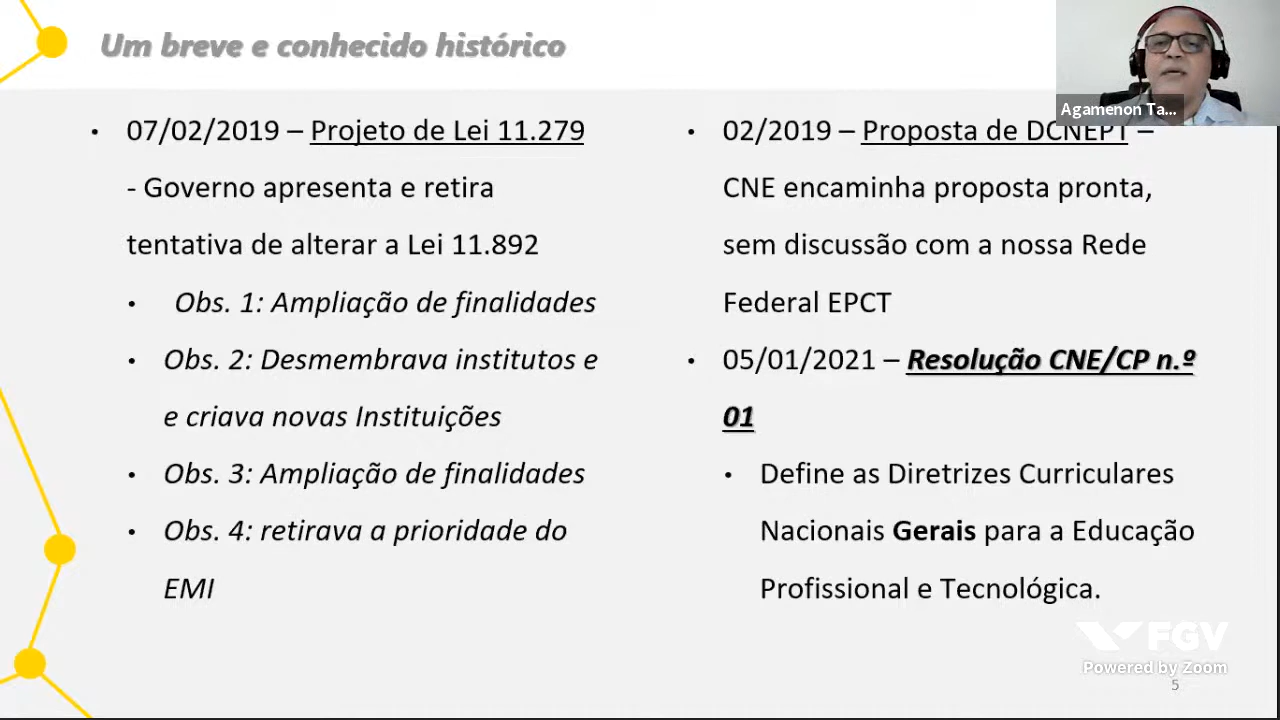 Um breve e conhecido histórico
Agamenon Ta...
• 07/02/2019 – Projeto de Lei 11.279
- Governo apresenta e retira
tentativa de alterar a Lei 11.892
• Obs. 1: Ampliação de finalidades
• Obs. 2: Desmembrava institutos e
e criava novas Instituições
• Obs. 3: Ampliação de finalidades
• Obs. 4: retirava a prioridade do
EMI
• 02/2019 – Proposta de DCNEPT –
CNE encaminha proposta pronta,
sem discussão com a nossa Rede
Federal EPCT
• 05/01/2021 – Resolução CNE/CP n.º
01
• Define as Diretrizes Curriculares
Nacionais Gerais para a Educação
Profissional e Tecnológica.
FGV
Powered by Zoom
5